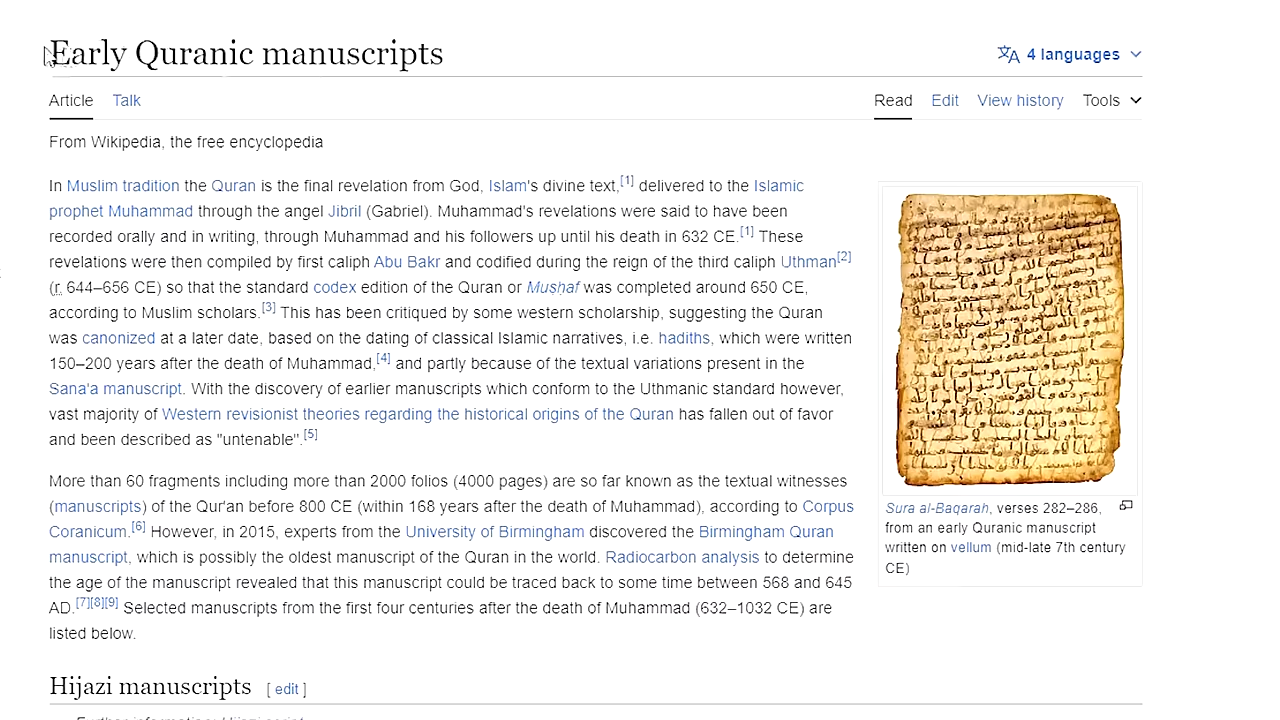 Early Quranic manuscripts
4 languages
Article Talk
Read Edit View history Tools
From Wikipedia, the free encyclopedia
In Muslim tradition the Quran is the final revelation from God, Islam's divine text,[1] delivered to the Islamic
prophet Muhammad through the angel Jibril (Gabriel). Muhammad's revelations were said to have been
recorded orally and in writing, through Muhammad and his followers up until his death in 632 CE.[1] These
revelations were then compiled by first caliph Abu Bakr and codified during the reign of the third caliph Uthman[2]
(r. 644–656 CE) so that the standard codex edition of the Quran or Muṣḥaf was completed around 650 CE,
according to Muslim scholars.[3] This has been critiqued by some western scholarship, suggesting the Quran
was canonized at a later date, based on the dating of classical Islamic narratives, i.e. hadiths, which were written
150–200 years after the death of Muhammad,[4] and partly because of the textual variations present in the
Sana'a manuscript. With the discovery of earlier manuscripts which conform to the Uthmanic standard however,
vast majority of Western revisionist theories regarding the historical origins of the Quran has fallen out of favor
and been described as "untenable".[5]
More than 60 fragments including more than 2000 folios (4000 pages) are so far known as the textual witnesses
(manuscripts) of the Qur'an before 800 CE (within 168 years after the death of Muhammad), according to Corpus
Coranicum.[6] However, in 2015, experts from the University of Birmingham discovered the Birmingham Quran
manuscript, which is possibly the oldest manuscript of the Quran in the world. Radiocarbon analysis to determine
the age of the manuscript revealed that this manuscript could be traced back to some time between 568 and 645
AD.[7][8][9] Selected manuscripts from the first four centuries after the death of Muhammad (632–1032 CE) are
listed below.
Sura al-Baqarah, verses 282–286,
from an early Quranic manuscript
written on vellum (mid-late 7th century
CE)
Hijazi manuscripts [ edit ]
Further information: Hijazi script